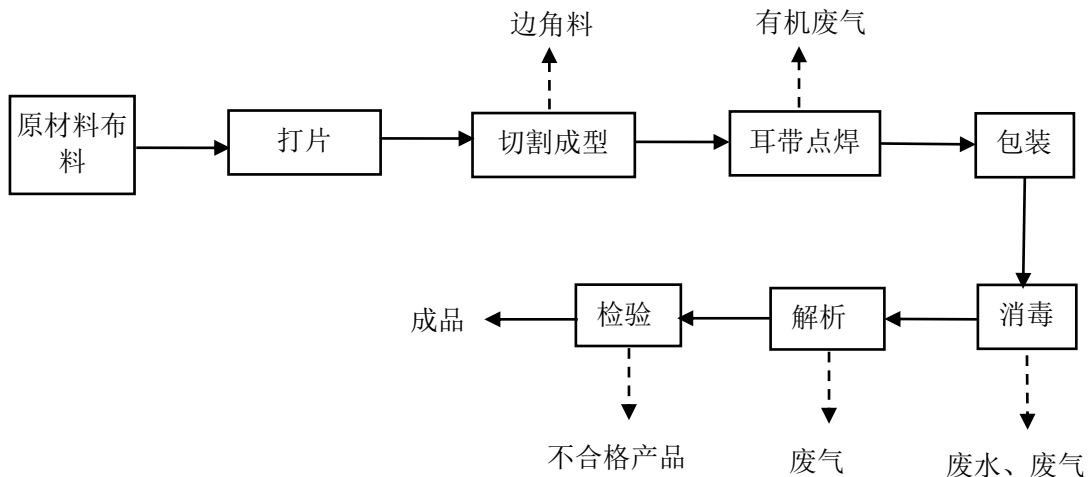 边角料
有机废气
原材料布
料
打片
切割成型
耳带点焊
包装
成品
检验
解析
消毒
不合格产品
废气
废水、废气